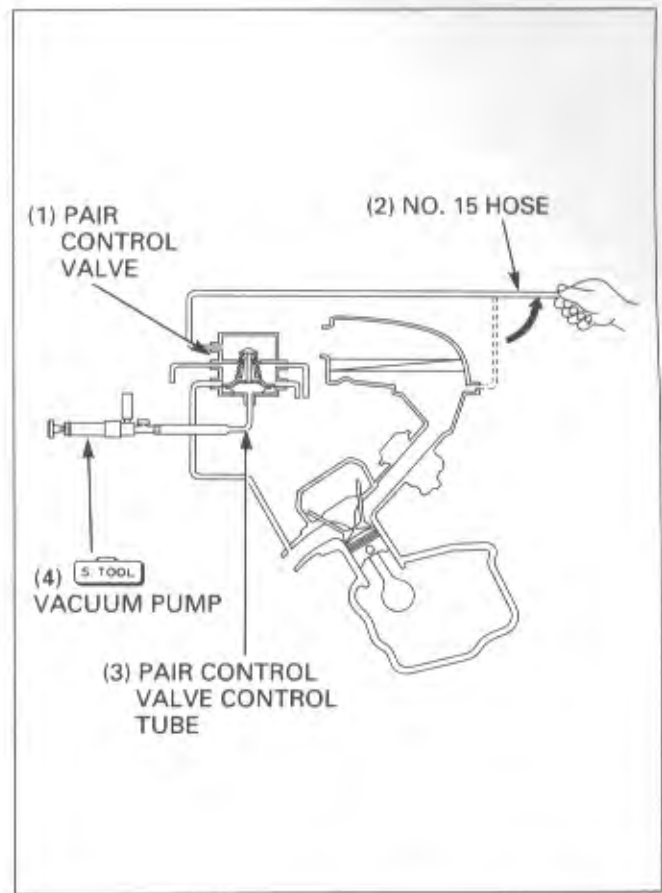 (1) PAIR
CONTROL
VALVE
(2) NO. 15 HOSE
(4) S. TOOL
VACUUM PUMP
(3) PAIR CONTROL
VALVE CONTROL
TUBE